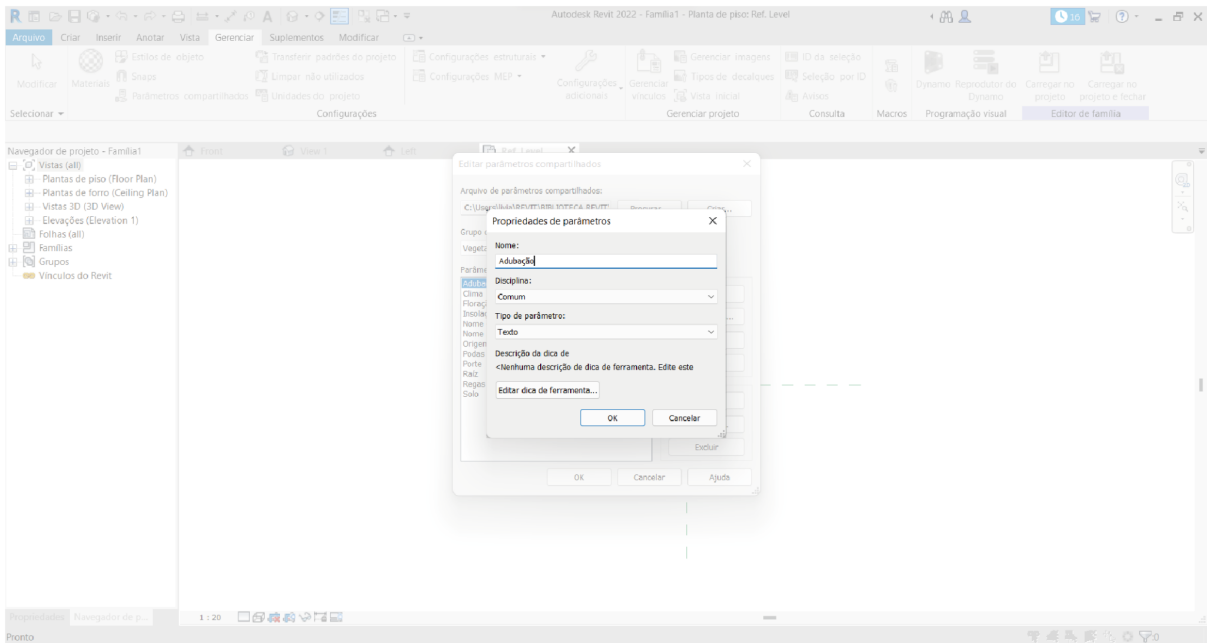 Autodesk Revit 2022 - Família1 - Planta de piso: Ref. Level
16
Arquivo Criar Inserir Anotar Vista Gerenciar Suplementos Modificar
Modificar
Materiais
Estilos de objeto
Snaps
Parâmetros compartilhados
Transferir padrões do projeto
Limpar não utilizados
Unidades do projeto
Configurações estruturais
Configurações MEP
Configurações adicionais
Gerenciar vínculos
Gerenciar imagens
Tipos de decalques
Vista inicial
ID da seleção
Seleção por ID
Avisos
Dynamo
Reprodutor do Dynamo
Carregar no projeto
Carregar no projeto e fechar
Selecionar Configurações Gerenciar projeto Consulta Macros Programação visual Editor de família
Navegador de projeto - Família1
Front View 1 Left Ref. Level
Vistas (all)
Plantas de piso (Floor Plan)
Plantas de forro (Ceiling Plan)
Vistas 3D (3D View)
Elevações (Elevation 1)
Folhas (all)
Famílias
Grupos
Vínculos do Revit
Editar parâmetros compartilhados
Arquivo de parâmetros compartilhados:
Grupo
Clima
Nome
Nome
Podas
Porte
Raiz
Solo
Propriedades de parâmetros
Nome:
Adubação
Disciplina:
Comum
Tipo de parâmetro:
Texto
Descrição da dica de
<Nenhuma descrição de dica de ferramenta. Edite este
Editar dica de ferramenta...
OK Cancelar
Excluir
OK Cancelar Ajuda
Propriedades Navegador de p...
1 : 20
Pronto
:0